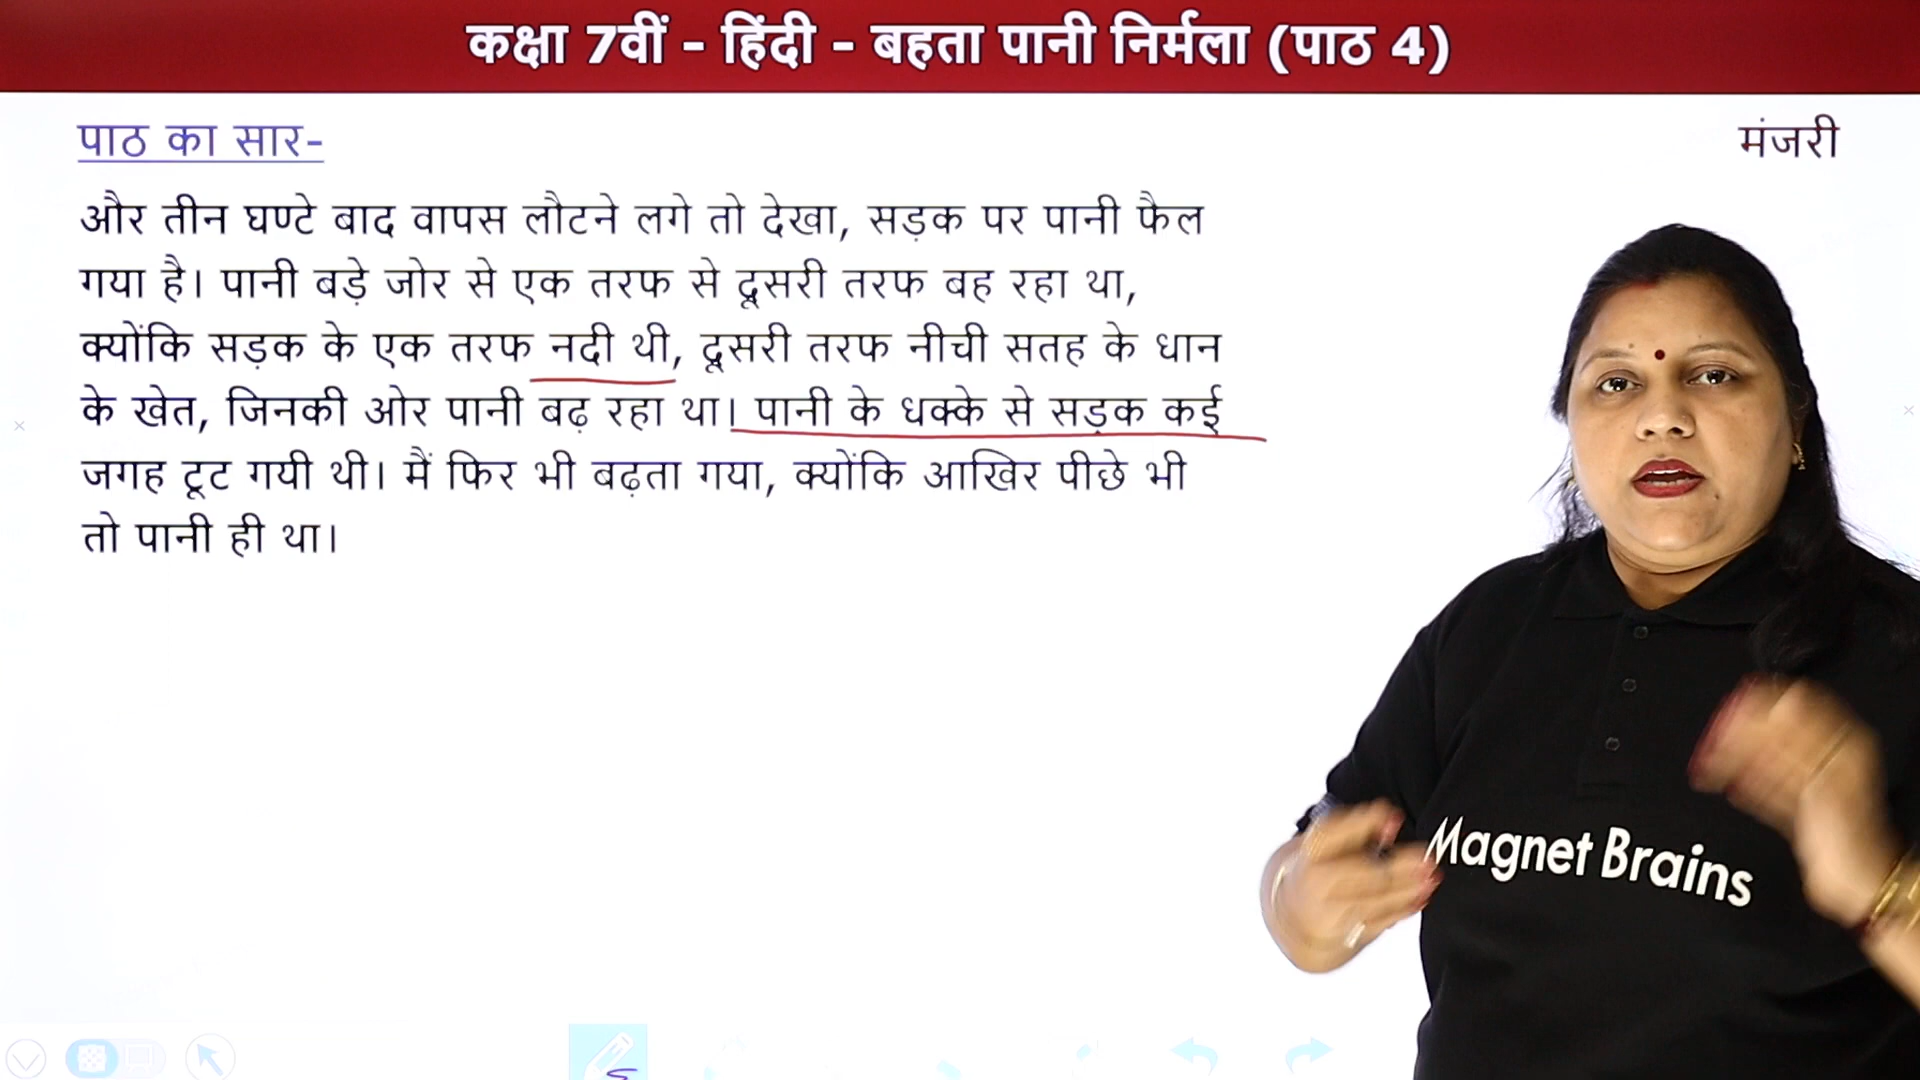 कक्षा 7वीं - हिंदी - बहता पानी निर्मला (पाठ 4)
पाठ का सार-
मंजरी
और तीन घण्टे बाद वापस लौटने लगे तो देखा, सड़क पर पानी फैल
गया है। पानी बड़े जोर से एक तरफ से दूसरी तरफ बह रहा था,
क्योंकि सड़क के एक तरफ नदी थी, दूसरी तरफ नीची सतह के धान
के खेत, जिनकी ओर पानी बढ़ रहा था। पानी के धक्के से सड़क कई
जगह टूट गयी थी। मैं फिर भी बढ़ता गया, क्योंकि आखिर पीछे भी
तो पानी ही था।
Magnet Brains